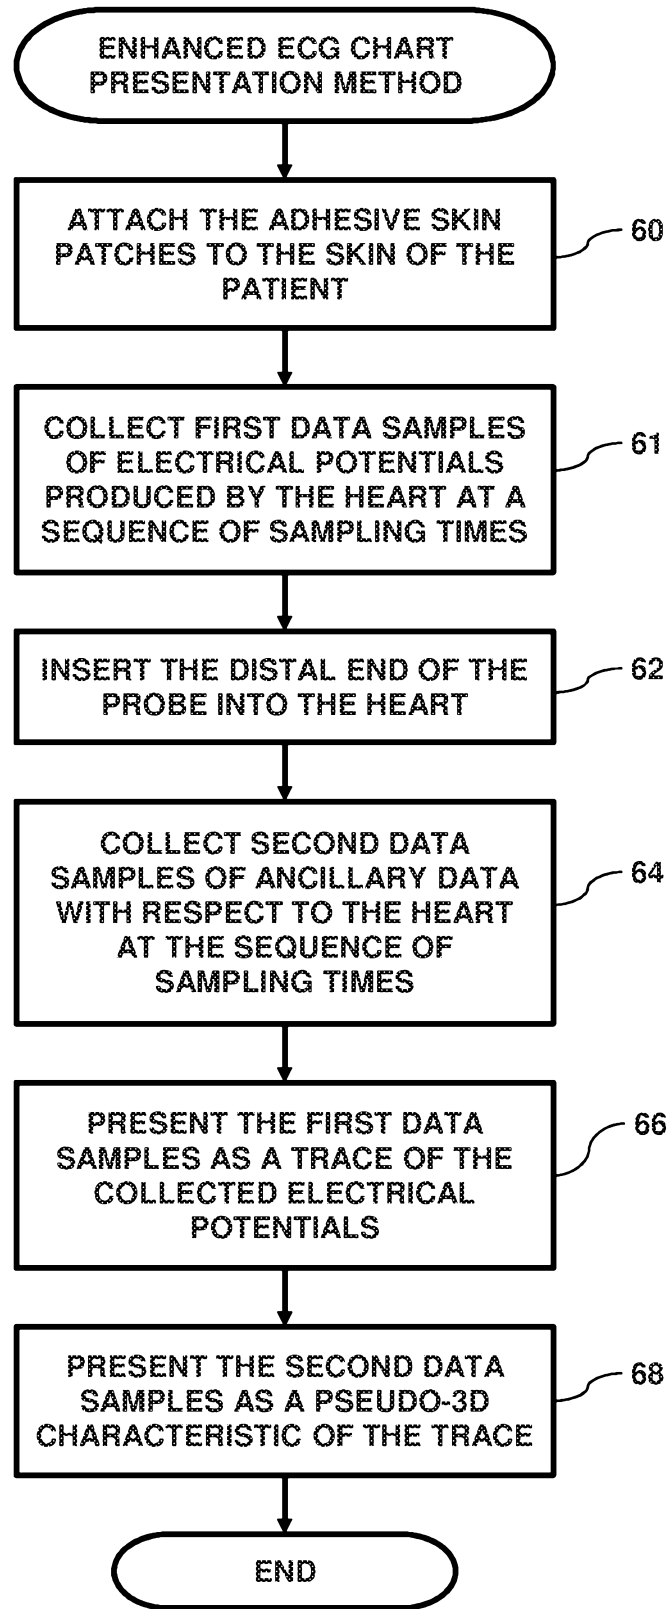 ENHANCED ECG CHART
PRESENTATION METHOD
ATTACH THE ADHESIVE SKIN
PATCHES TO THE SKIN OF THE
PATIENT
60
COLLECT FIRST DATA SAMPLES
OF ELECTRICAL POTENTIALS
PRODUCED BY THE HEART AT A
SEQUENCE OF SAMPLING TIMES
61
INSERT THE DISTAL END OF THE
PROBE INTO THE HEART
62
COLLECT SECOND DATA
SAMPLES OF ANCILLARY DATA
WITH RESPECT TO THE HEART
AT THE SEQUENCE OF
SAMPLING TIMES
64
PRESENT THE FIRST DATA
SAMPLES AS A TRACE OF THE
COLLECTED ELECTRICAL
POTENTIALS
66
PRESENT THE SECOND DATA
SAMPLES AS A PSEUDO-3D
CHARACTERISTIC OF THE TRACE
68
END